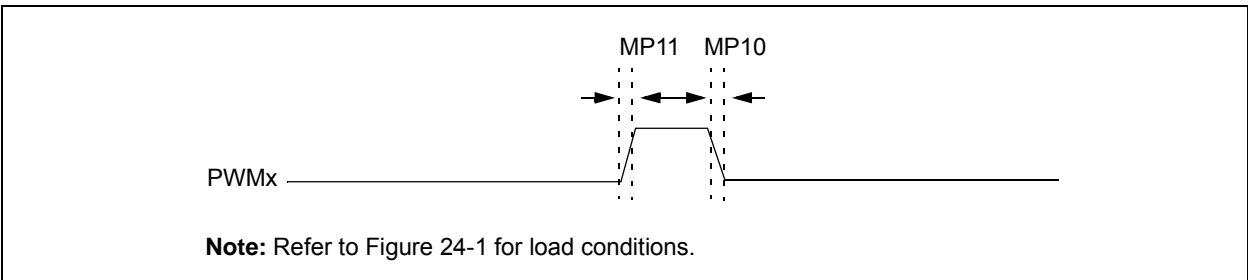 MP11 MP10
PWMx
Note: Refer to Figure 24-1 for load conditions.